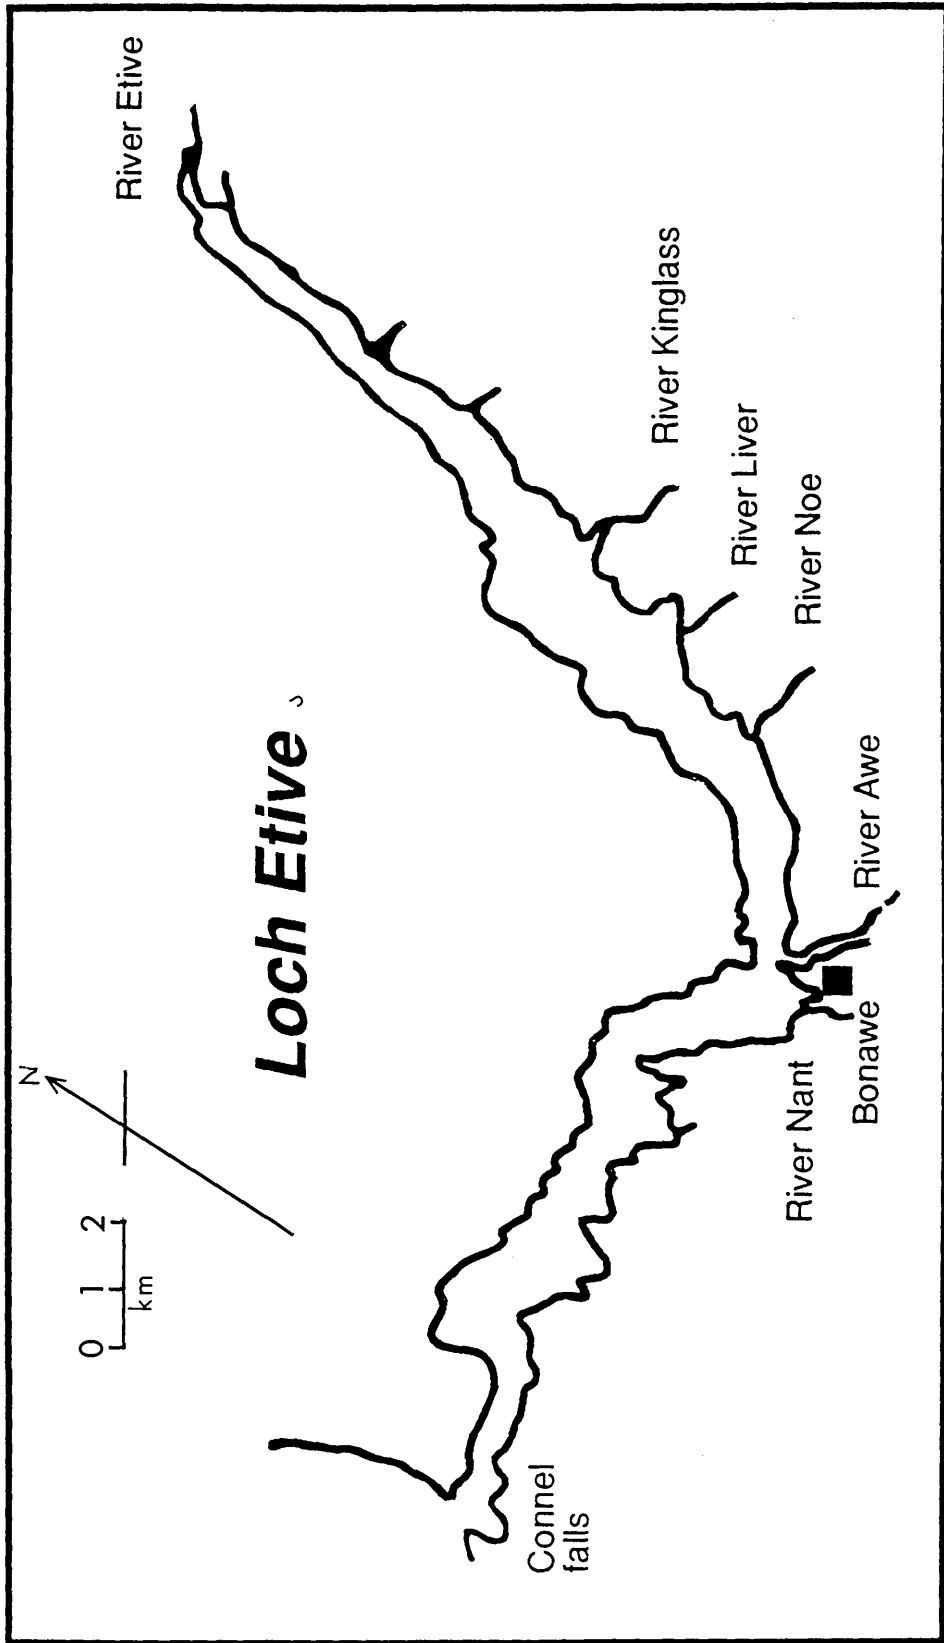 N
0 1 2
km
Loch Etive
River Etive
River Kinglass
River Liver
River Noe
River Awe
Bonawe
River Nant
Connel
falls